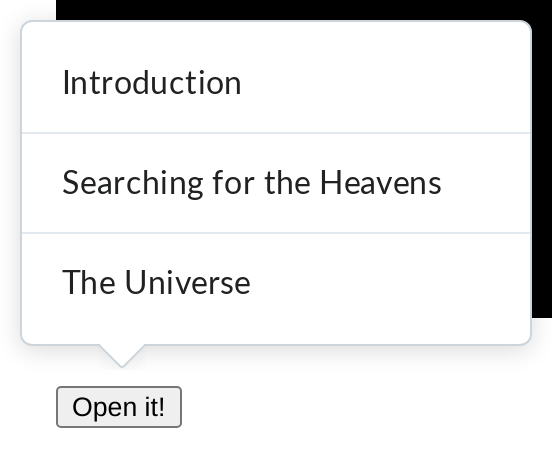 Introduction
Searching for the Heavens
The Universe
Open it!